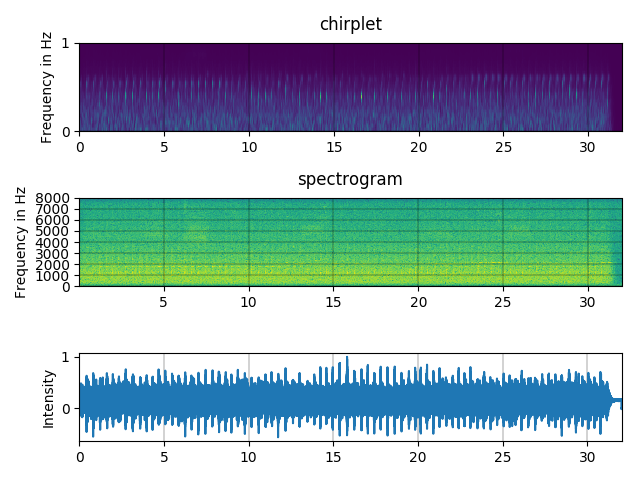 chirplet
Frequency in Hz
1
0
0 5 10 15 20 25 30
spectrogram
Frequency in Hz
8000
7000
6000
5000
4000
3000
2000
1000
0
5 10 15 20 25 30
Intensity
1
0
0 5 10 15 20 25 30